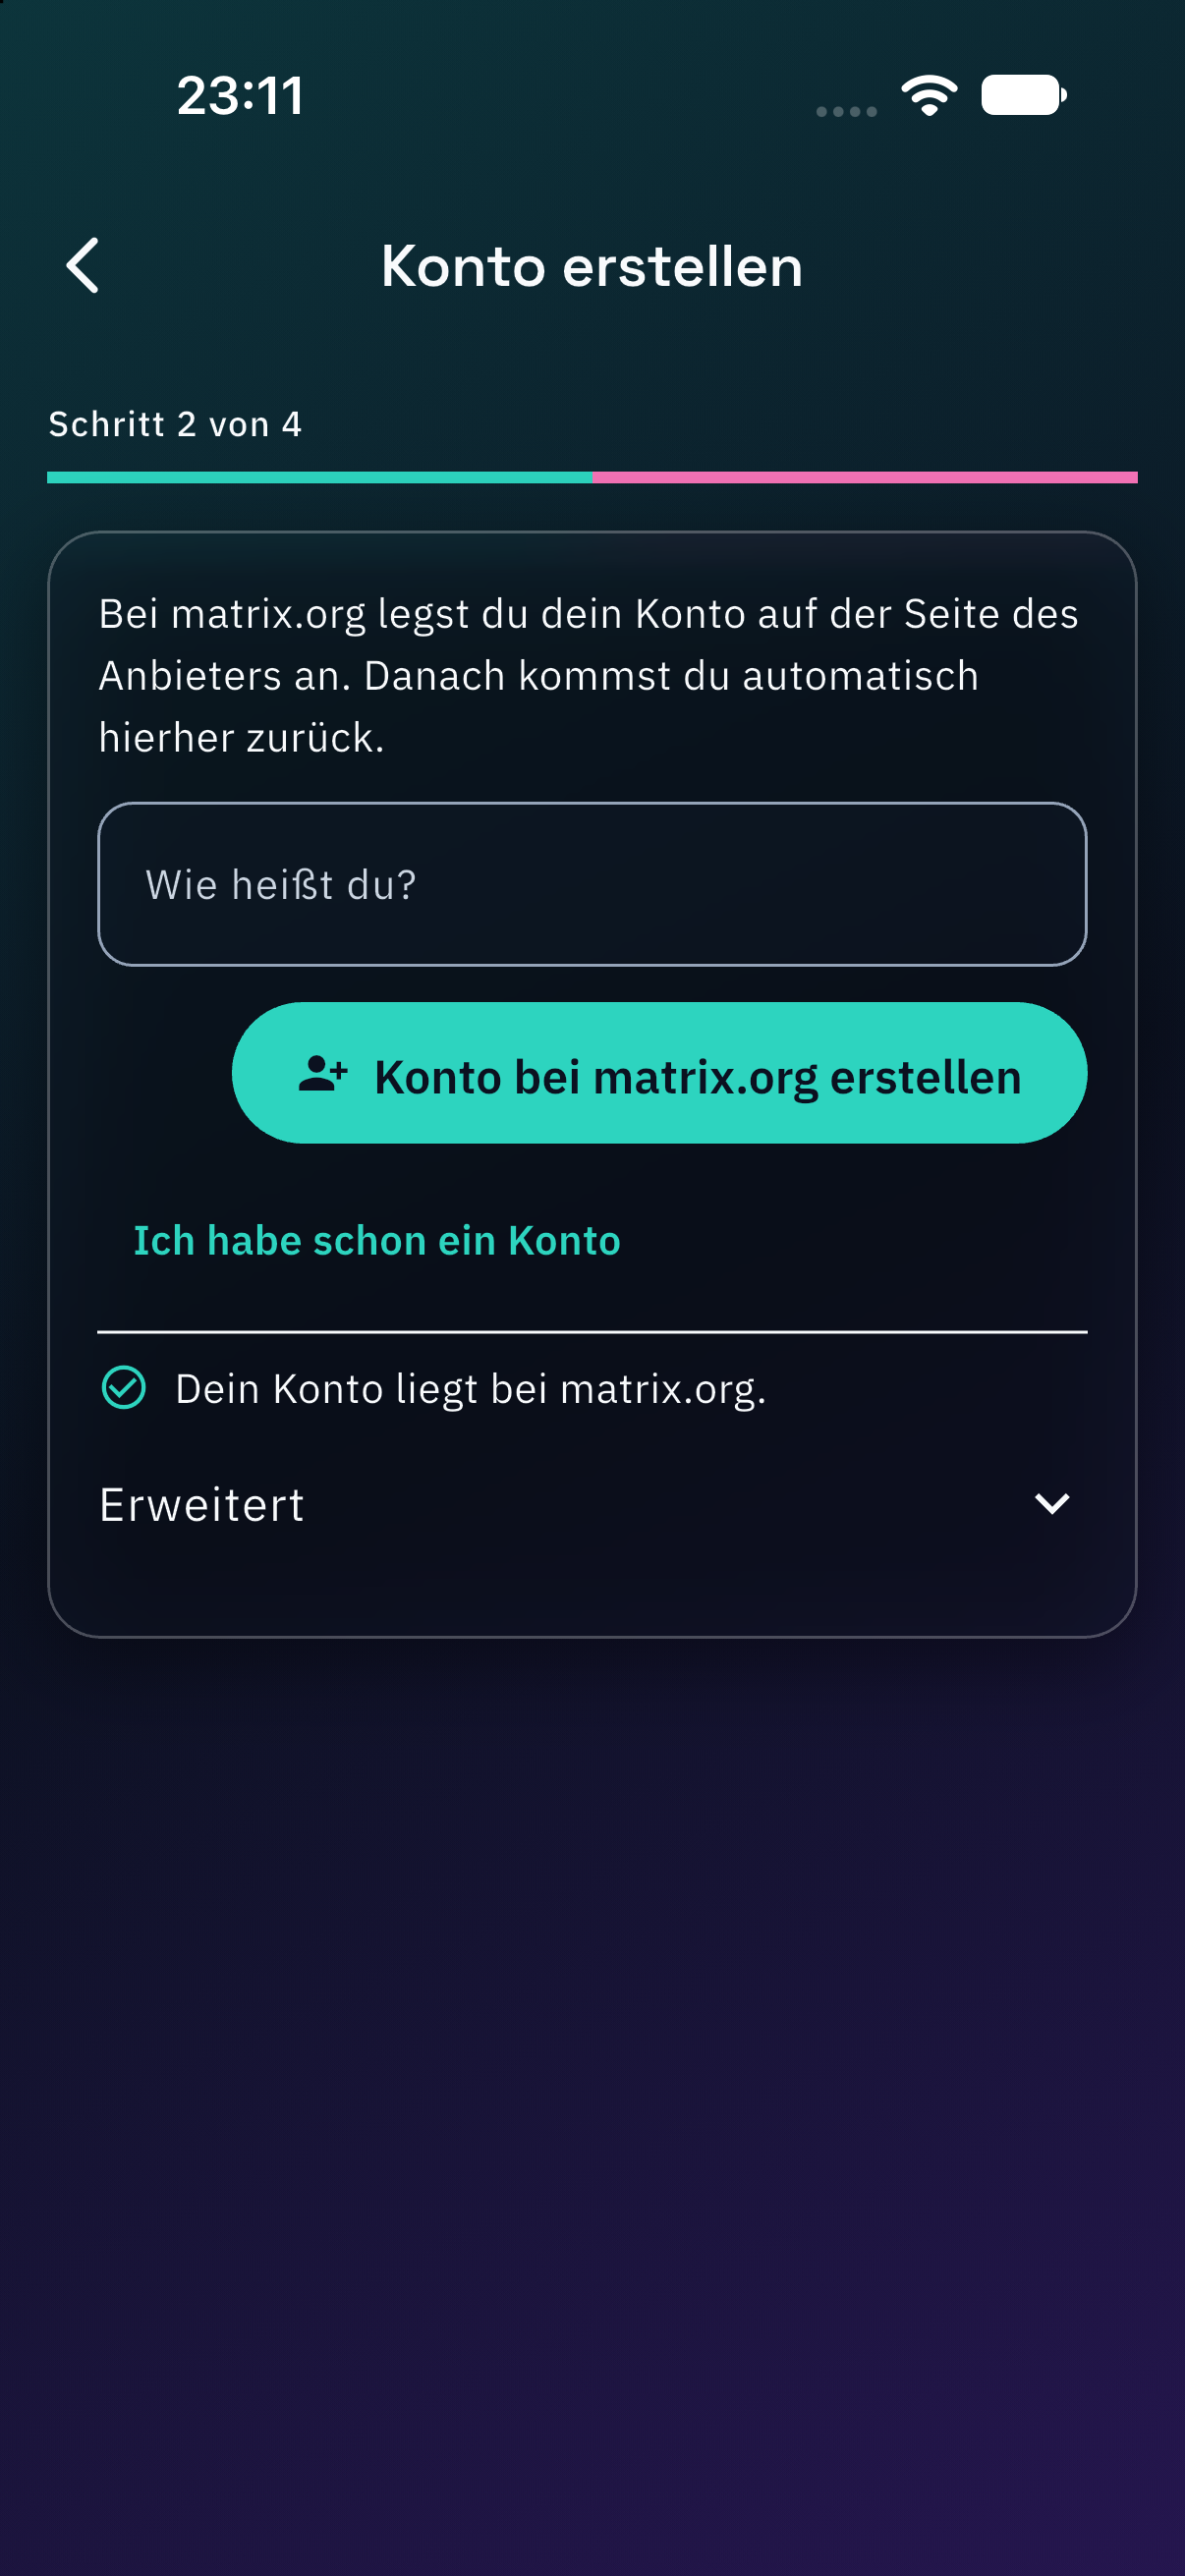 23:11
Konto erstellen
Schritt 2 von 4
Bei matrix.org legst du dein Konto auf der Seite des
Anbieters an. Danach kommst du automatisch
hierher zurück.
Wie heißt du?
Konto bei matrix.org erstellen
Ich habe schon ein Konto
Dein Konto liegt bei matrix.org.
Erweitert